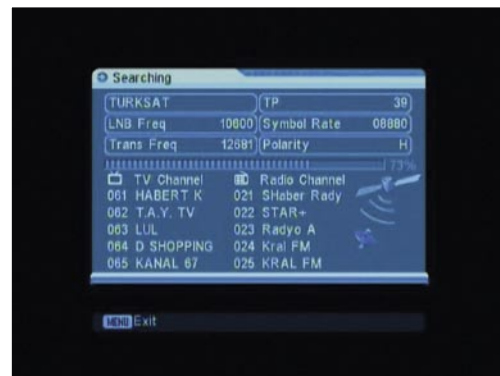 Searching
TURKSAT TP 39
LNB Freq 10600 Symbol Rate 08880
Trans Freq 12681 Polarity H
73%
TV Channel Radio Channel
061 HABERT K 021 SHaber Rady
062 T.A.Y. TV 022 STAR+
063 LUL 023 Radyo A
064 D SHOPPING 024 Kral FM
065 KANAL 67 025 KRAL FM
MENU Exit